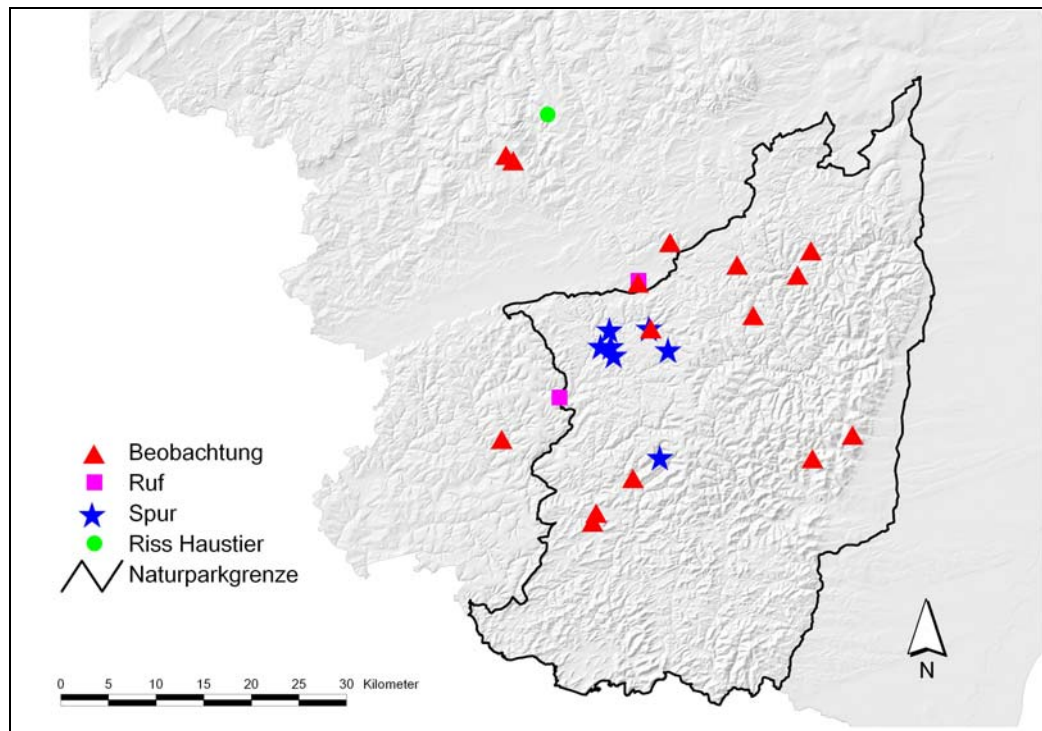 Beobachtung
Ruf
Spur
Riss Haustier
Naturparkgrenze
N
0 5 10 15 20 25 30 Kilometer